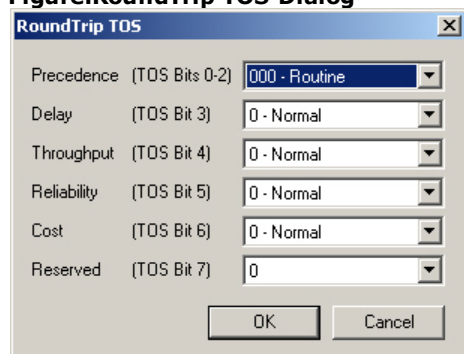 Figure:RoundTrip TOS Dialog
RoundTrip TOS
Precedence (TOS Bits 0-2) 000 - Routine
Delay (TOS Bit 3) 0 - Normal
Throughput (TOS Bit 4) 0 - Normal
Reliability (TOS Bit 5) 0 - Normal
Cost (TOS Bit 6) 0 - Normal
Reserved (TOS Bit 7) 0
OK Cancel